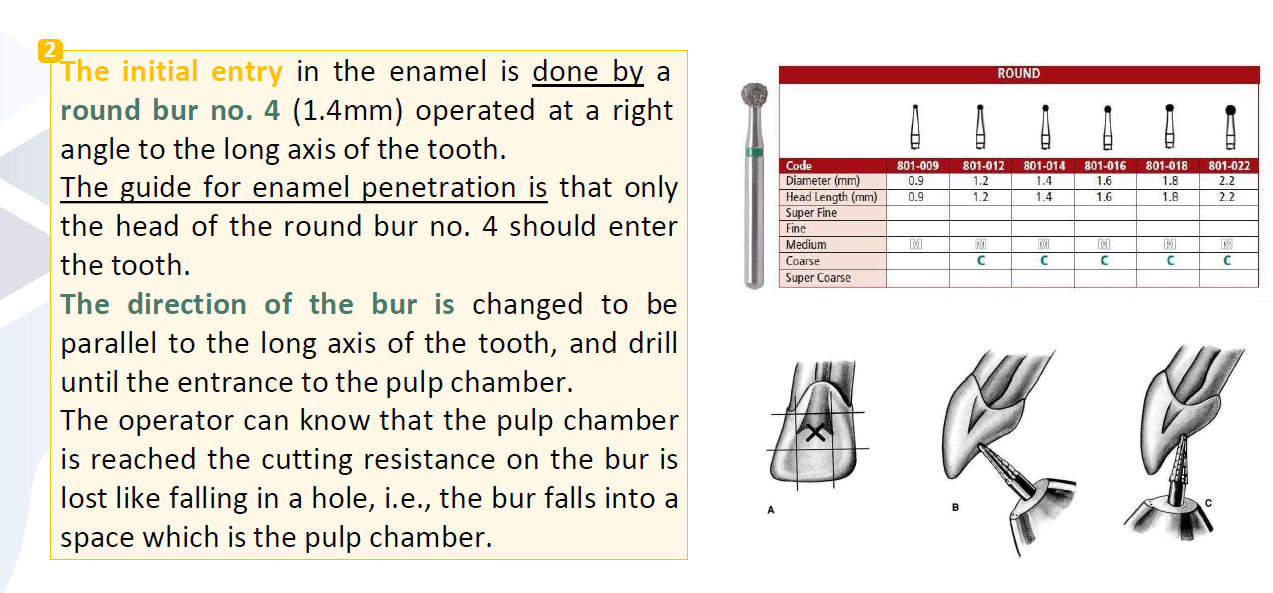 2
The initial entry in the enamel is done by a
round bur no. 4 (1.4mm) operated at a right
angle to the long axis of the tooth.
The guide for enamel penetration is that only
the head of the round bur no. 4 should enter
the tooth.
The direction of the bur is changed to be
parallel to the long axis of the tooth, and drill
until the entrance to the pulp chamber.
The operator can know that the pulp chamber
is reached the cutting resistance on the bur is
lost like falling in a hole, i.e., the bur falls into a
space which is the pulp chamber.
ROUND
Code 801-009 801-012 801-014 801-016 801-018 801-022
Diameter (mm) 0.9 1.2 1.4 1.6 1.8 2.2
Head Length (mm) 0.9 1.2 1.4 1.6 1.8 2.2
Super Fine
Fine
Medium M M M M M M
Coarse C C C C C
Super Coarse
A
B
C